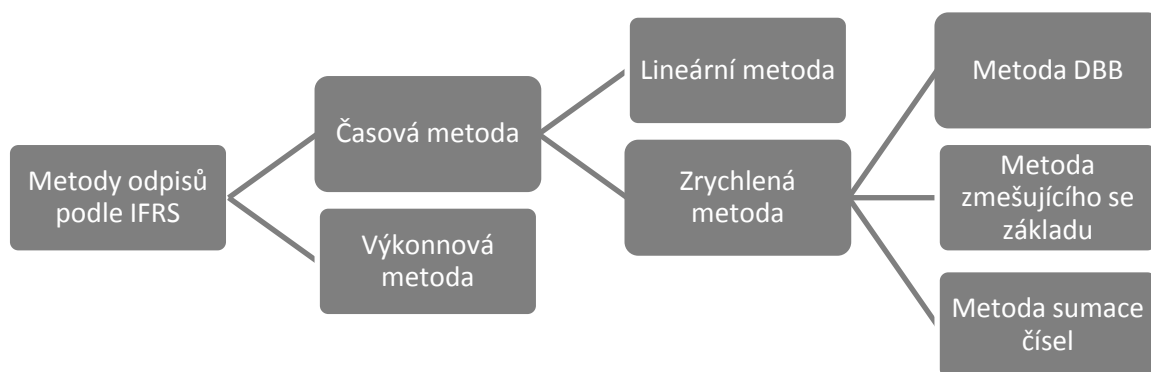 Metody odpisů
podle IFRS
Časová metoda
Výkonnová
metoda
Lineární metoda
Zrychlená
metoda
Metoda DBB
Metoda
zmešujícího se
základu
Metoda sumace
čísel